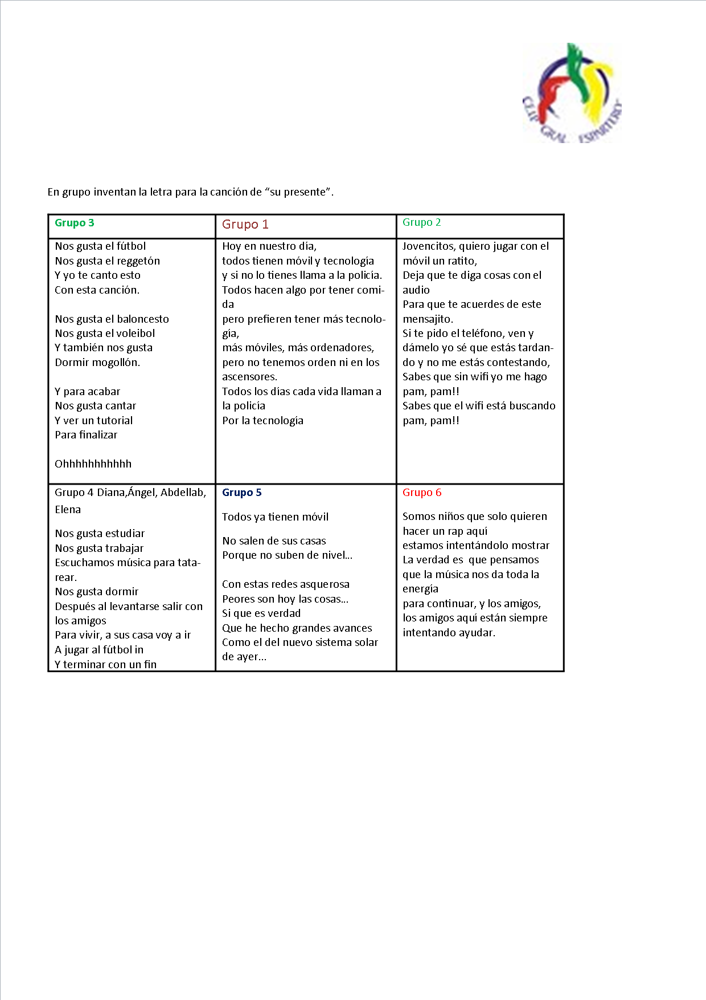 CEIP GRAL ESPARTERO
En grupo inventan la letra para la canción de “su presente”.
Grupo 3
Nos gusta el fútbol
Nos gusta el reggetón
Y yo te canto esto
Con esta canción.
Nos gusta el baloncesto
Nos gusta el voleibol
Y también nos gusta
Dormir mogollón.
Y para acabar
Nos gusta cantar
Y ver un tutorial
Para finalizar
Ohhhhhhhhhhh
Grupo 1
Hoy en nuestro día,
todos tienen móvil y tecnología
y si no lo tienes llama a la policía.
Todos hacen algo por tener comi-
da
pero prefieren tener más tecnolo-
gía,
más móviles, más ordenadores,
pero no tenemos orden ni en los
ascensores.
Todos los días cada vida llaman a
la policía
Por la tecnología
Grupo 2
Jovencitos, quiero jugar con el
móvil un ratito,
Deja que te diga cosas con el
audio
Para que te acuerdes de este
mensajito.
Si te pido el teléfono, ven y
dámelo yo sé que estás tardan-
do y no me estás contestando,
Sabes que sin wifi yo me hago
pam, pam!!
Sabes que el wifi está buscando
pam, pam!!
Grupo 4 Diana,Ángel, Abdellab,
Elena
Nos gusta estudiar
Nos gusta trabajar
Escuchamos música para tata-
rear.
Nos gusta dormir
Después al levantarse salir con
los amigos
Para vivir, a sus casa voy a ir
A jugar al fútbol in
Y terminar con un fin
Grupo 5
Todos ya tienen móvil
No salen de sus casas
Porque no suben de nivel...
Con estas redes asquerosa
Peores son hoy las cosas...
Si que es verdad
Que he hecho grandes avances
Como el del nuevo sistema solar
de ayer...
Grupo 6
Somos niños que solo quieren
hacer un rap aquí
estamos intentándolo mostrar
La verdad es  que pensamos
que la música nos da toda la
energía
para continuar, y los amigos,
los amigos aquí están siempre
intentando ayudar.